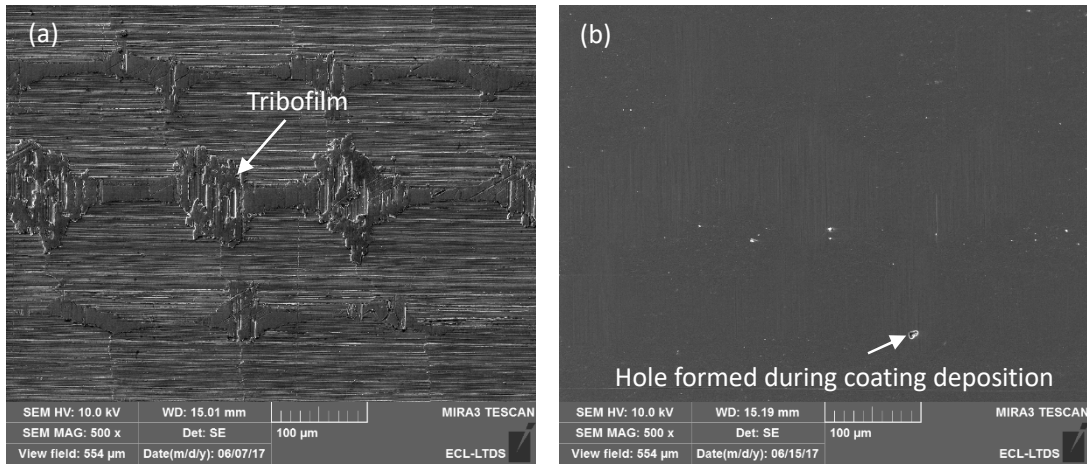 (a)
Tribofilm
SEM HV: 10.0 kV
WD: 15.01 mm
MIRA3 TESCAN
SEM MAG: 500 x
Det: SE
100 µm
View field: 554 µm
Date(m/d/y): 06/07/17
ECL-LTDS
(b)
Hole formed during coating deposition
SEM HV: 10.0 kV
WD: 15.19 mm
MIRA3 TESCAN
SEM MAG: 500 x
Det: SE
100 µm
View field: 554 µm
Date(m/d/y): 06/15/17
ECL-LTDS